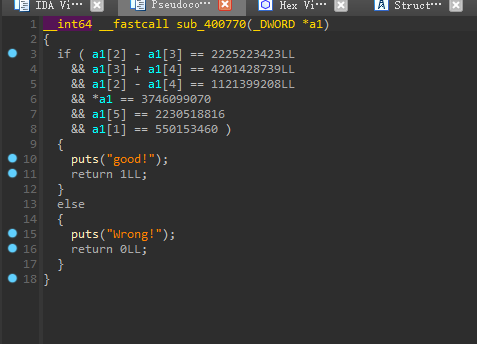 IDA Vi··· Pseudoco··· Hex Vi··· Struct···
1 __int64 __fastcall sub_400770(_DWORD *a1)
2 {
3 if ( a1[2] - a1[3] == 2225223423LL
4 && a1[3] + a1[4] == 4201428739LL
5 && a1[2] - a1[4] == 1121399208LL
6 && *a1 == 3746099070
7 && a1[5] == 2230518816
8 && a1[1] == 550153460 )
9 {
10 puts("good!");
11 return 1LL;
12 }
13 else
14 {
15 puts("Wrong!");
16 return 0LL;
17 }
18 }